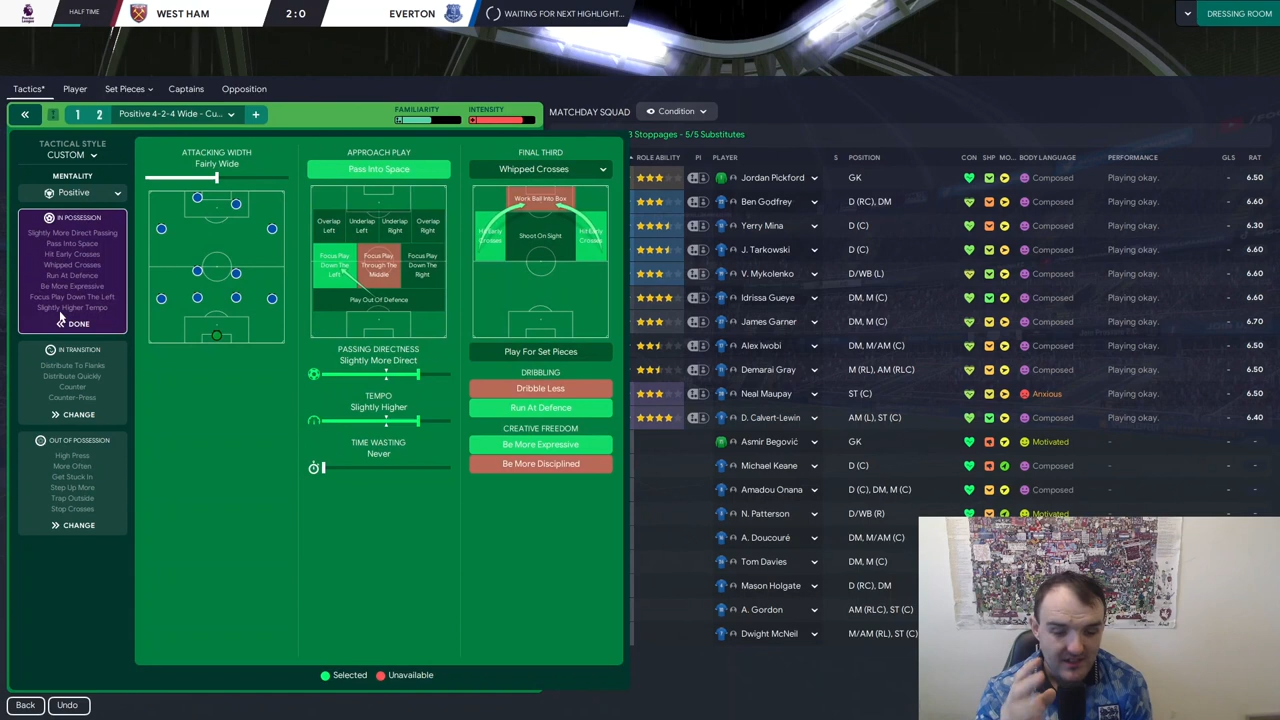 HALF TIME
WEST HAM
2 : 0
EVERTON
WAITING FOR NEXT HIGHLIGHT...
DRESSING ROOM
Tactics*
Player
Set Pieces
Captains
Opposition
1
2
Positive 4-2-4 Wide - Cu...
FAMILIARITY
INTENSITY
MATCHDAY SQUAD
Condition
3 Stoppages - 5/5 Substitutes
TACTICAL STYLE
CUSTOM
MENTALITY
Positive
IN POSSESSION
Slightly More Direct Passing
Pass Into Space
Hit Early Crosses
Whipped Crosses
Run At Defence
Be More Expressive
Focus Play Down The Left
Slightly Higher Tempo
DONE
IN TRANSITION
Distribute To Flanks
Distribute Quickly
Counter
Counter-Press
CHANGE
OUT OF POSSESSION
High Press
More Often
Get Stuck In
Step Up More
Trap Outside
Stop Crosses
CHANGE
ATTACKING WIDTH
Fairly Wide
APPROACH PLAY
Pass Into Space
Overlap Left
Underlap Left
Underlap Right
Overlap Right
Focus Play Down The Left
Focus Play Through The Middle
Focus Play Down The Right
Play Out Of Defence
PASSING DIRECTNESS
Slightly More Direct
TEMPO
Slightly Higher
TIME WASTING
Never
FINAL THIRD
Whipped Crosses
Work Ball Into Box
Hit Early Crosses
Shoot On Sight
Hit Early Crosses
Play For Set Pieces
DRIBBLING
Dribble Less
Run At Defence
CREATIVE FREEDOM
Be More Expressive
Be More Disciplined
Selected
Unavailable
Back
Undo
ROLE ABILITY PI PLAYER S POSITION CON SHP MO... BODY LANGUAGE PERFORMANCE GLS RAT
Jordan Pickford GK Composed Playing okay. - 6.50
Ben Godfrey D (RC), DM Composed Playing okay. - 6.60
Yerry Mina D (C) Composed Playing okay. - 6.30
J. Tarkowski D (C) Composed Playing okay. - 6.60
V. Mykolenko D/WB (L) Composed Playing okay. - 6.60
Idrissa Gueye DM, M (C) Composed Playing okay. - 6.60
James Garner DM, M (C) Composed Playing okay. - 6.70
Alex Iwobi DM, M/AM (C) Composed Playing okay. - 6.50
Demarai Gray M (RL), AM (RLC) Composed Playing okay. - 6.50
Neal Maupay ST (C) Anxious Playing okay. - 6.50
D. Calvert-Lewin AM (L), ST (C) Composed Playing okay. - 6.40
Asmir Begović GK Motivated - - -
Michael Keane D (C) Composed - - -
Amadou Onana D (C), DM, M (C) Composed - - -
N. Patterson D/WB (R) Motivated - - -
A. Doucouré DM, M/AM (C)
Tom Davies DM, M (C)
Mason Holgate D (RC), DM
A. Gordon AM (RLC), ST (C)
Dwight McNeil M/AM (RL), ST (C)